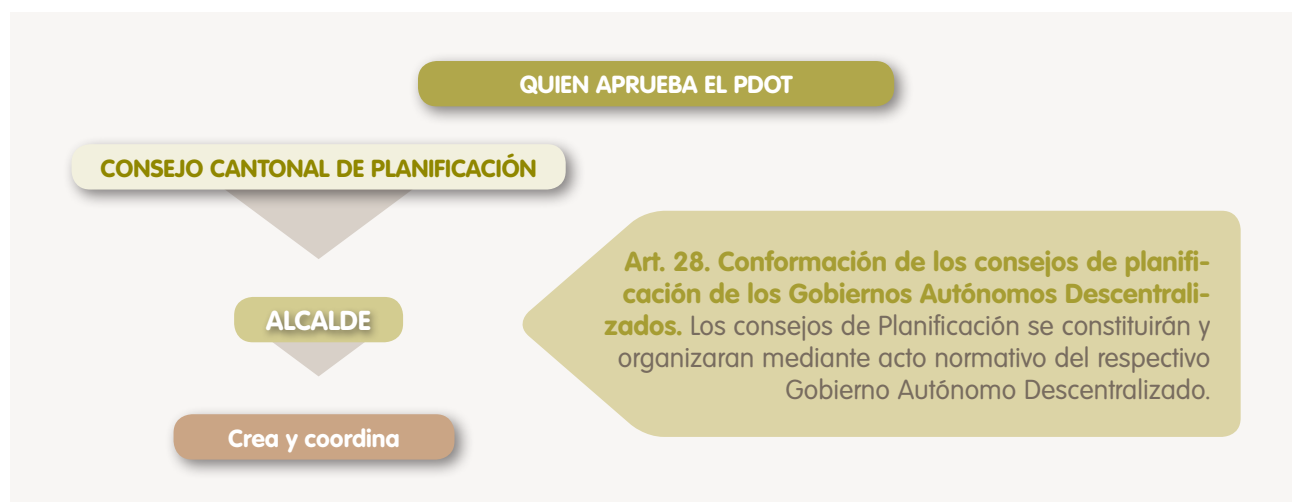 QUIEN APRUEBA EL PDOT
CONSEJO CANTONAL DE PLANIFICACIÓN
ALCALDE
Crea y coordina
Art. 28. Conformación de los consejos de planifi-
cación de los Gobiernos Autónomos Descentrali-
zados. Los consejos de Planificación se constituirán y
organizaran mediante acto normativo del respectivo
Gobierno Autónomo Descentralizado.